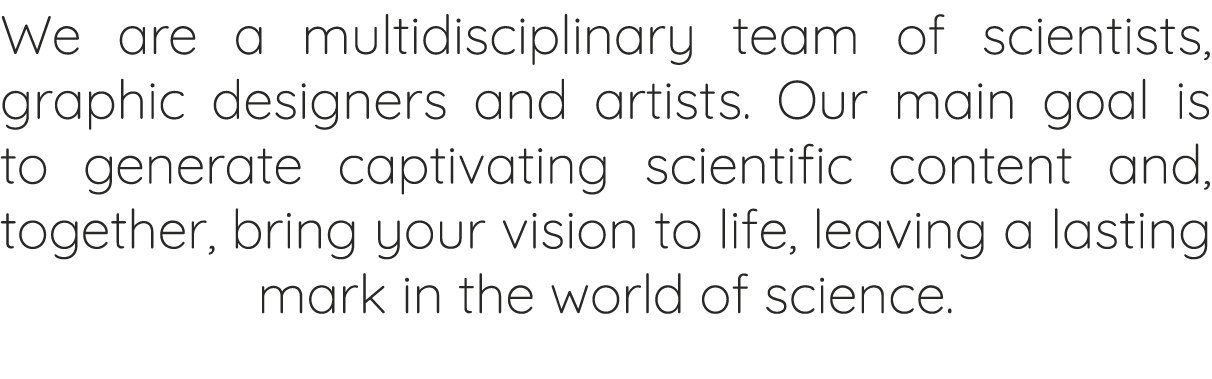 We are a multidisciplinary team of scientists,
graphic designers and artists. Our main goal is
to generate captivating scientific content and,
together, bring your vision to life, leaving a lasting
mark in the world of science.